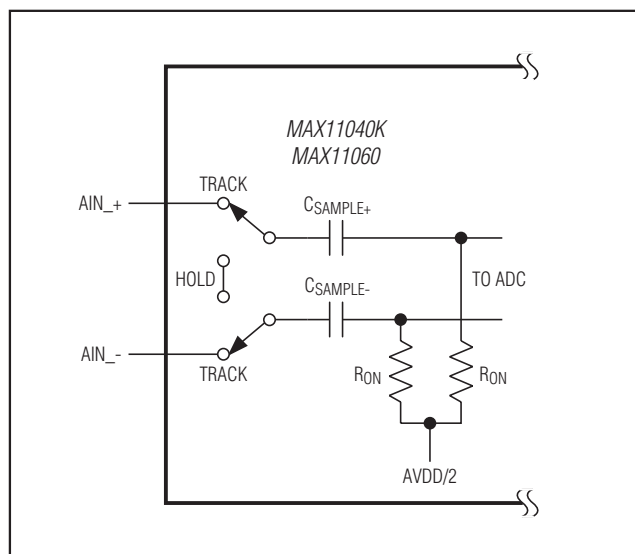 MAX11040K
MAX11060
TRACK
AIN_+
CSAMPLE+
HOLD
TO ADC
CSAMPLE-
AIN_-
TRACK
RON
RON
AVDD/2